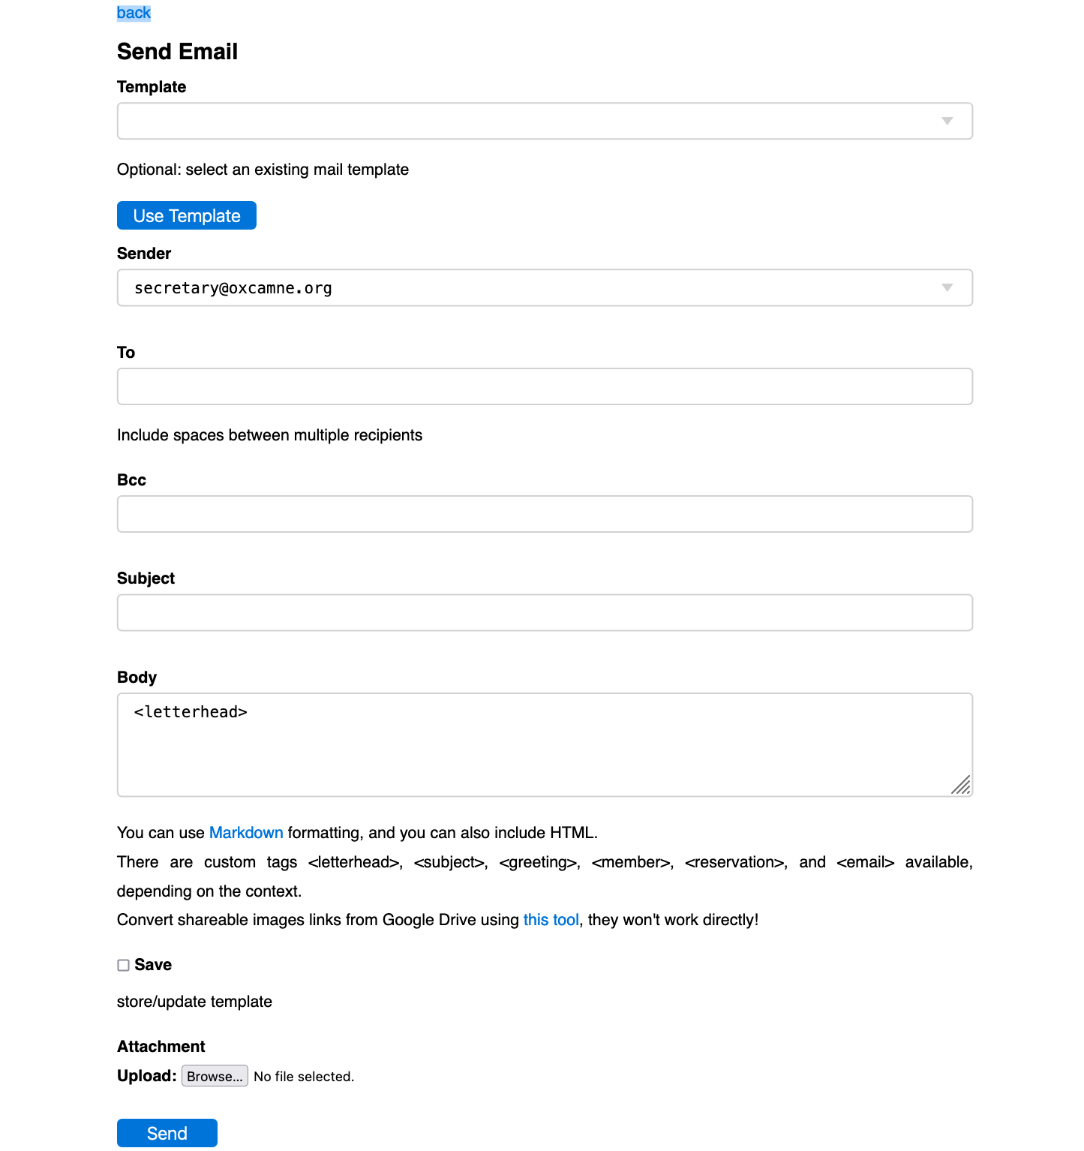 back
Send Email
Template
Optional: select an existing mail template
Use Template
Sender
secretary@oxcamne.org
To
Include spaces between multiple recipients
Bcc
Subject
Body
<letterhead>
You can use Markdown formatting, and you can also include HTML.
There are custom tags <letterhead>, <subject>, <greeting>, <member>, <reservation>, and <email> available,
depending on the context.
Convert shareable images links from Google Drive using this tool, they won't work directly!
Save
store/update template
Attachment
Upload: Browse... No file selected.
Send